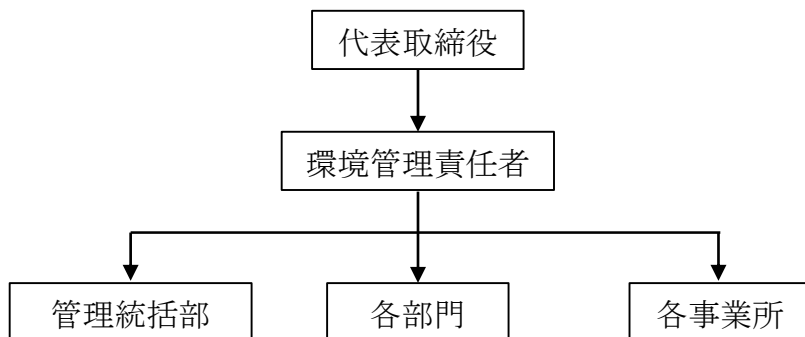 代表取締役
環境管理責任者
管理統括部
各部門
各事業所